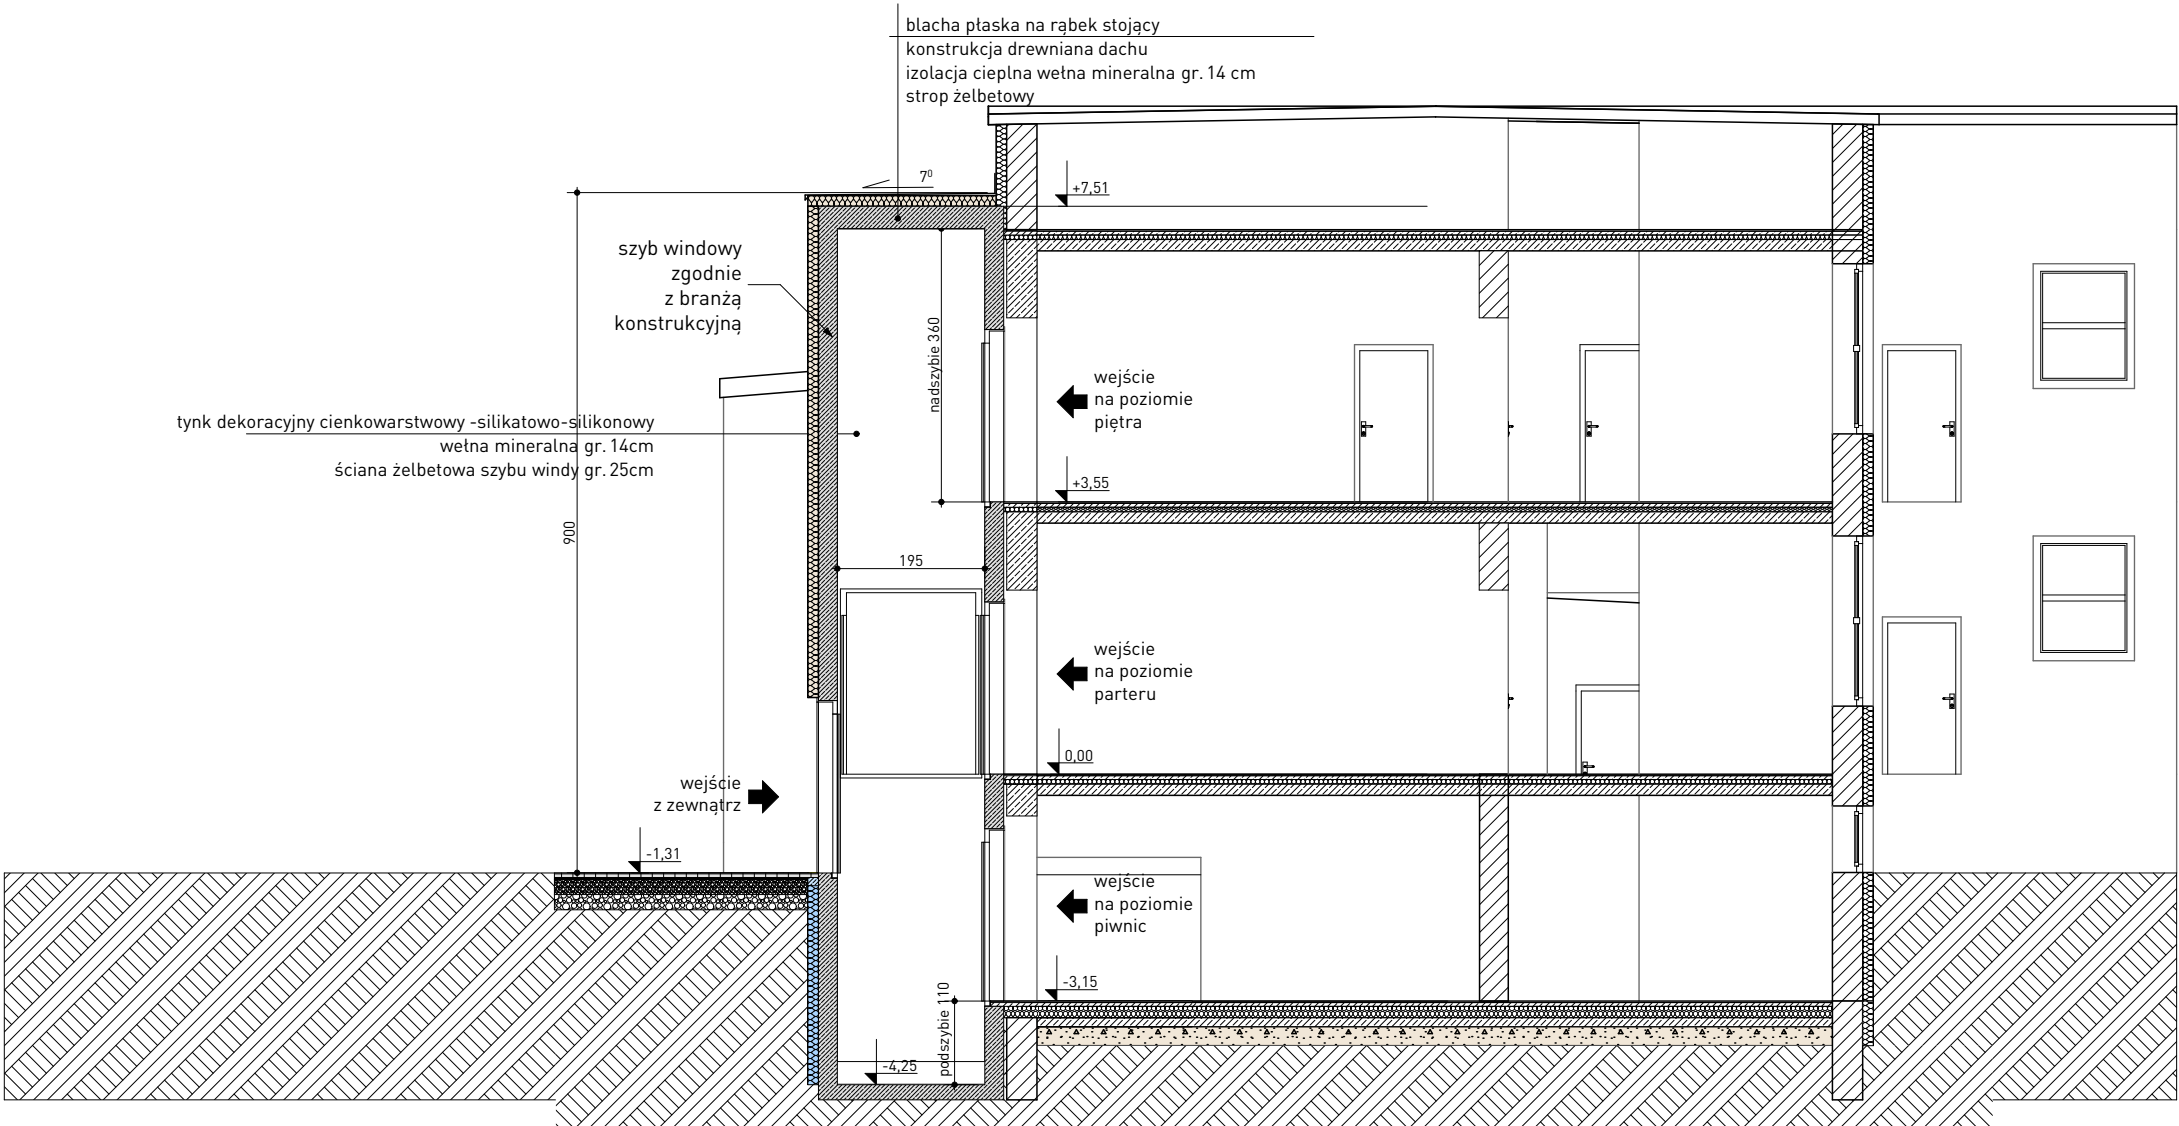 blacha płaska na rąbek stojący
konstrukcja drewniana dachu
izolacja cieplna wełna mineralna gr. 14 cm
strop żelbetowy
7⁰
+7,51
szyb windowy
zgodnie
z branżą
konstrukcyjną
nadszybie 360
wejście
na poziomie
piętra
tynk dekoracyjny cienkowarstwowy -silikatowo-silikonowy
wełna mineralna gr. 14cm
ściana żelbetowa szybu windy gr. 25cm
+3,55
900
195
wejście
na poziomie
parteru
0,00
wejście
z zewnątrz
-1,31
wejście
na poziomie
piwnic
-3,15
podszybie 110
-4,25